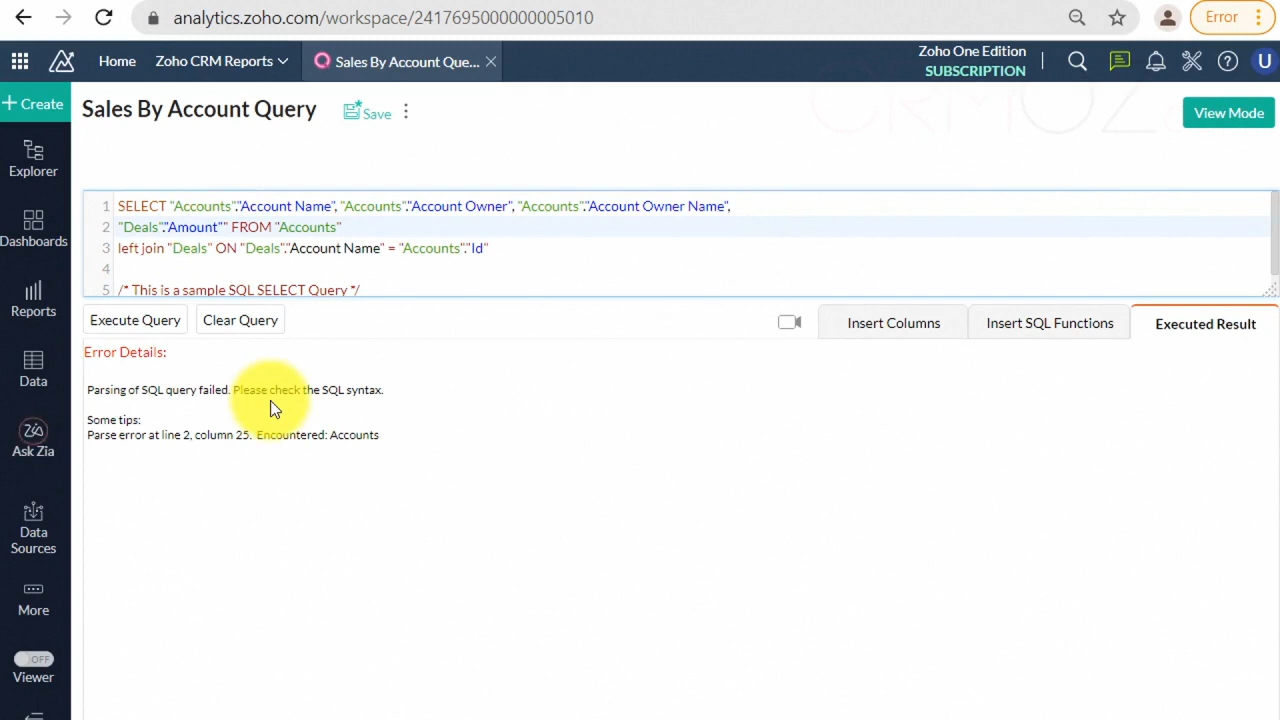 analytics.zoho.com/workspace/2417695000000005010
Error
Home
Zoho CRM Reports
Sales By Account Que...
Zoho One Edition
SUBSCRIPTION
U
+ Create
Sales By Account Query
Save
View Mode
CRMOZ
Explorer
Dashboards
Reports
Data
Ask Zia
Data
Sources
More
OFF
Viewer
1 SELECT "Accounts"."Account Name", "Accounts"."Account Owner", "Accounts"."Account Owner Name",
2 "Deals"."Amount"" FROM "Accounts"
3 left join "Deals" ON "Deals"."Account Name" = "Accounts"."Id"
4
5 /* This is a sample SQL SELECT Query */
Execute Query
Clear Query
Insert Columns
Insert SQL Functions
Executed Result
Error Details:
Parsing of SQL query failed. Please check the SQL syntax.
Some tips:
Parse error at line 2, column 25. Encountered: Accounts